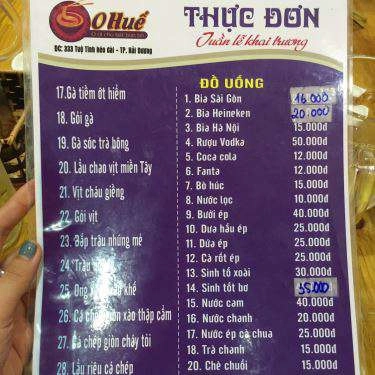 SOHuế
ĐC: 333 Tuệ Tĩnh kéo dài - TP. Hải Dương
THỰC ĐƠN
Tuần lễ khai trương
17.Gà tiềm ớt hiểm
18. Gỏi gà
19. Gà sóc trà bông
20. Lẩu chao vịt miền Tây
21. Vịt cháu giềng
22. Gỏi vịt
23. Bắp trâu nhúng mẻ
24. Trâu
25.
26. Cá chép giòn xào thập cẩm
27. Cá chép giòn cháy tỏi
28. Lẩu riêu cá chép
ĐỒ UỐNG
1. Bia Sài Gòn 16.000
2. Bia Heineken 20.000
3. Bia Hà Nội 15.000đ
4. Rượu Vodka 50.000đ
5. Coca cola 12.000đ
6. Fanta 12.000đ
7. Bò húc 15.000đ
8. Nước lọc 10.000đ
9. Bưởi ép 40.000đ
10. Dưa hấu ép 25.000đ
11. Dứa ép 25.000đ
12. Cà rốt ép 25.000đ
13. Sinh tố xoài 30.000đ
14. Sinh tốt bơ 35.000
15. Nước cam 40.000đ
16. Nước chanh 20.000đ
17. Nước ép cà chua 25.000đ
18. Trà chanh 15.000đ
20. Chè chuối 15.000đ